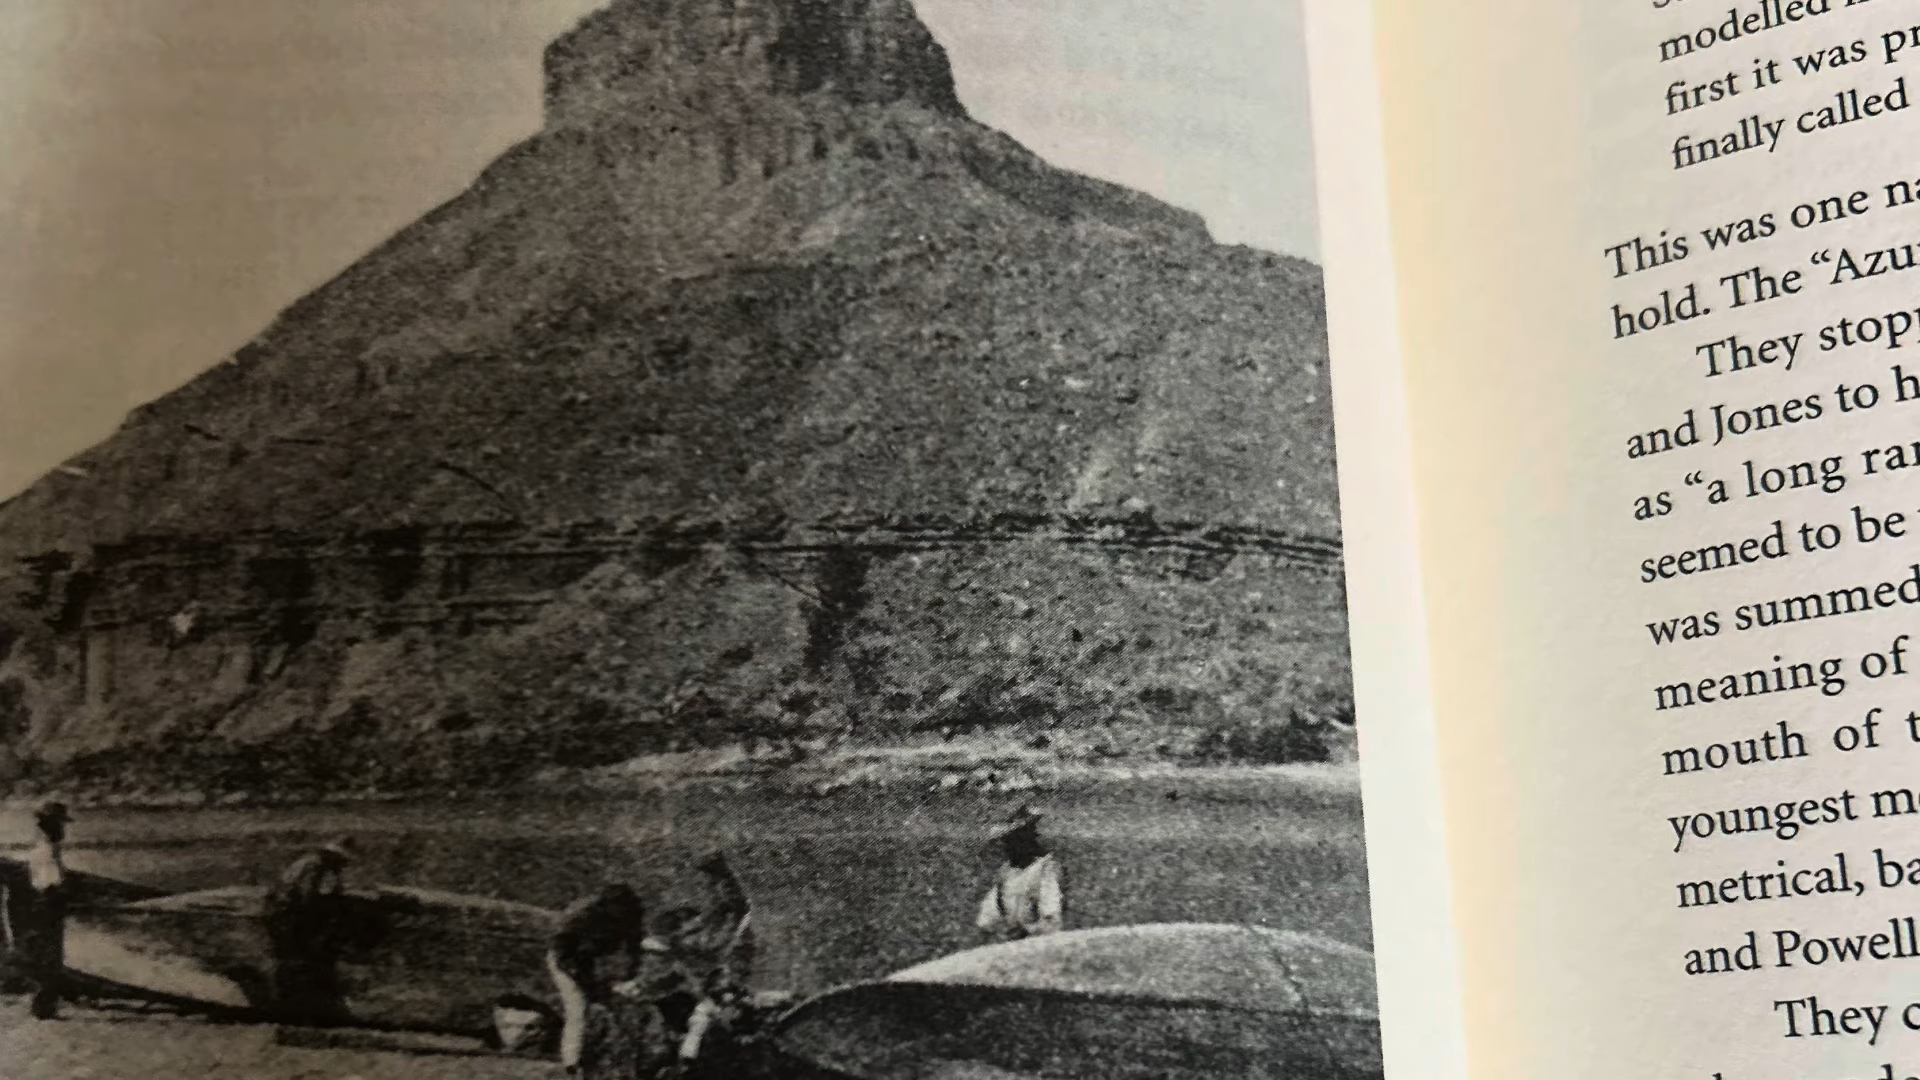 modelled
first it was pr
finally called
This was one na
hold. The “Azu
They stopp
and Jones to h
as “a long ran
seemed to be
was summed
meaning of
mouth of t
youngest m
metrical, ba
and Powell
They c